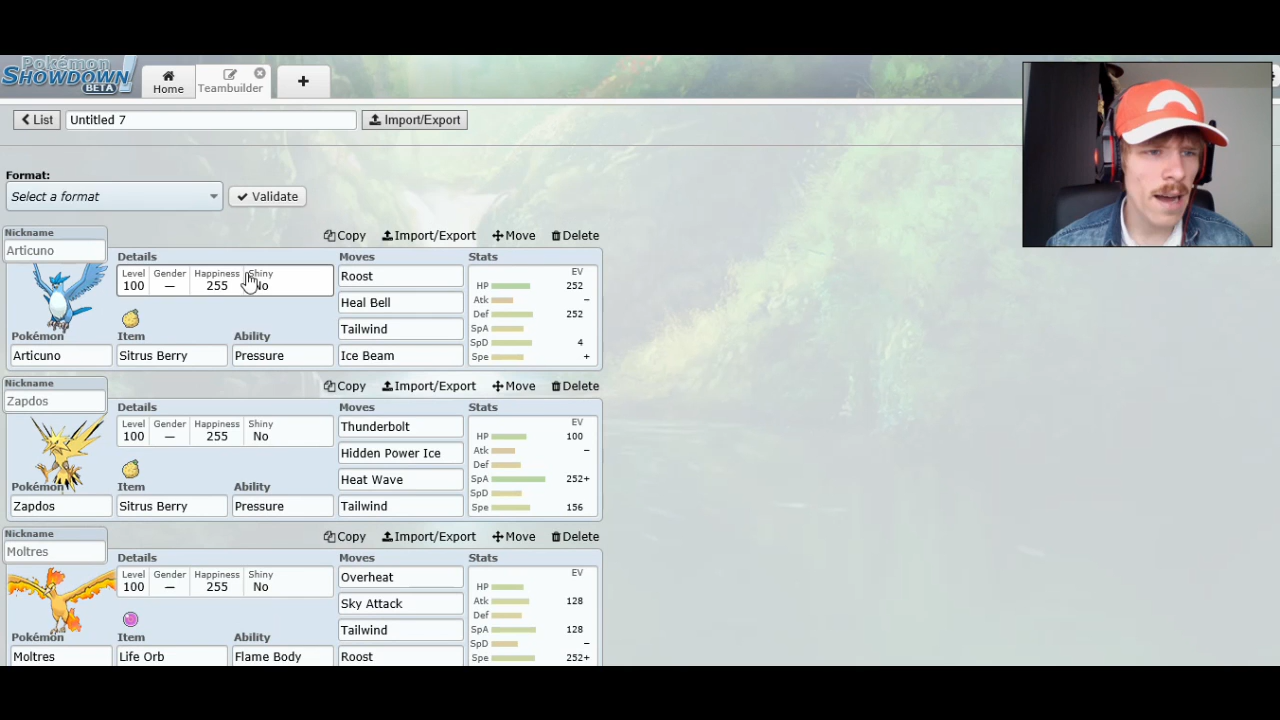 Pokémon
SHOWDOWN!
BETA
Home
Teambuilder
+
List
Untitled 7
Import/Export
Format:
Select a format
Validate
Nickname
Articuno
Copy
Import/Export
Move
Delete
Details
Moves
Stats
Level
Gender
Happiness
Shiny
100
—
255
No
Roost
Heal Bell
Tailwind
Ice Beam
EV
HP 252
Atk –
Def 252
SpA
SpD 4
Spe +
Pokémon
Item
Ability
Articuno
Sitrus Berry
Pressure
Nickname
Zapdos
Copy
Import/Export
Move
Delete
Details
Moves
Stats
Level
Gender
Happiness
Shiny
100
—
255
No
Thunderbolt
Hidden Power Ice
Heat Wave
Tailwind
EV
HP 100
Atk –
Def
SpA 252+
SpD
Spe 156
Pokémon
Item
Ability
Zapdos
Sitrus Berry
Pressure
Nickname
Moltres
Copy
Import/Export
Move
Delete
Details
Moves
Stats
Level
Gender
Happiness
Shiny
100
—
255
No
Overheat
Sky Attack
Tailwind
Roost
EV
HP
Atk 128
Def
SpA 128
SpD –
Spe 252+
Pokémon
Item
Ability
Moltres
Life Orb
Flame Body